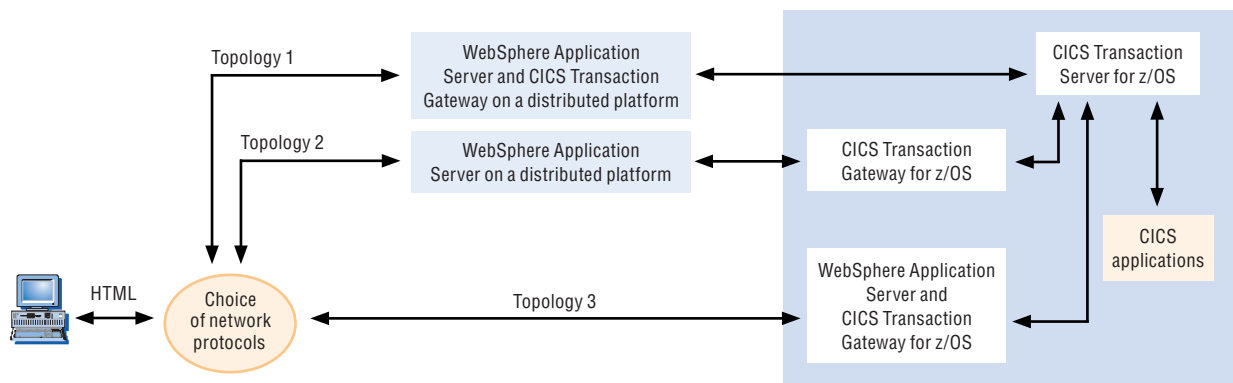 Topology 1
WebSphere Application
Server and CICS Transaction
Gateway on a distributed platform
CICS Transaction
Server for z/OS
Topology 2
WebSphere Application
Server on a distributed platform
CICS Transaction
Gateway for z/OS
CICS
applications
HTML
Choice
of network
protocols
Topology 3
WebSphere Application
Server and
CICS Transaction
Gateway for z/OS